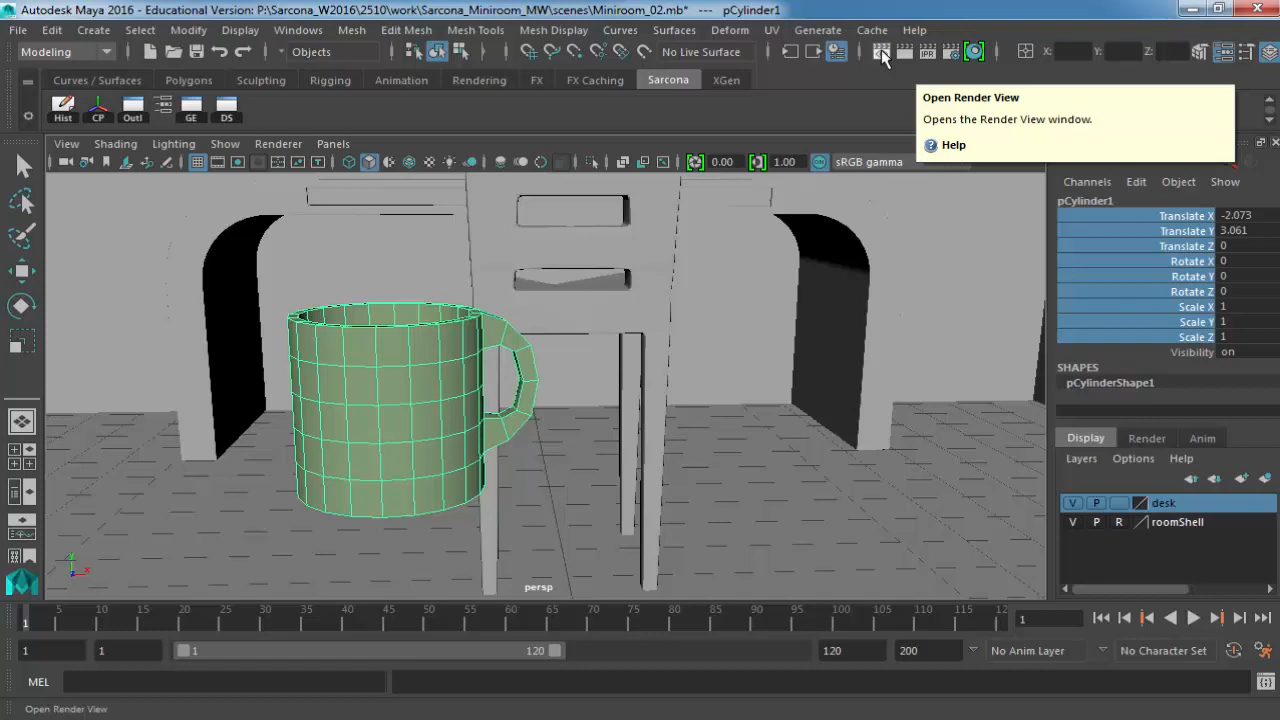 Autodesk Maya 2016 - Educational Version: P:\Sarcona_W2016\2510\work\Sarcona_Miniroom_MW\scenes\Miniroom_02.mb* --- pCylinder1
File Edit Create Select Modify Display Windows Mesh Edit Mesh Mesh Tools Mesh Display Curves Surfaces Deform UV Generate Cache Help
Modeling Objects No Live Surface IPR X: Y: Z:
Curves / Surfaces Polygons Sculpting Rigging Animation Rendering FX FX Caching Sarcona XGen
Open Render View
Opens the Render View window.
Help
Hist CP Outl GE DS
View Shading Lighting Show Renderer Panels
0.00 1.00 ON sRGB gamma
Channels Edit Object Show
pCylinder1
Translate X -2.073
Translate Y 3.061
Translate Z 0
Rotate X 0
Rotate Y 0
Rotate Z 0
Scale X 1
Scale Y 1
Scale Z 1
Visibility on
SHAPES
pCylinderShape1
Display Render Anim
Layers Options Help
V P desk
V P R roomShell
y
x
persp
5 10 15 20 25 30 35 40 45 50 55 60 65 70 75 80 85 90 95 100 105 110 115 12
1 1
1 1 1 120 120 200 No Anim Layer No Character Set
MEL
Open Render View